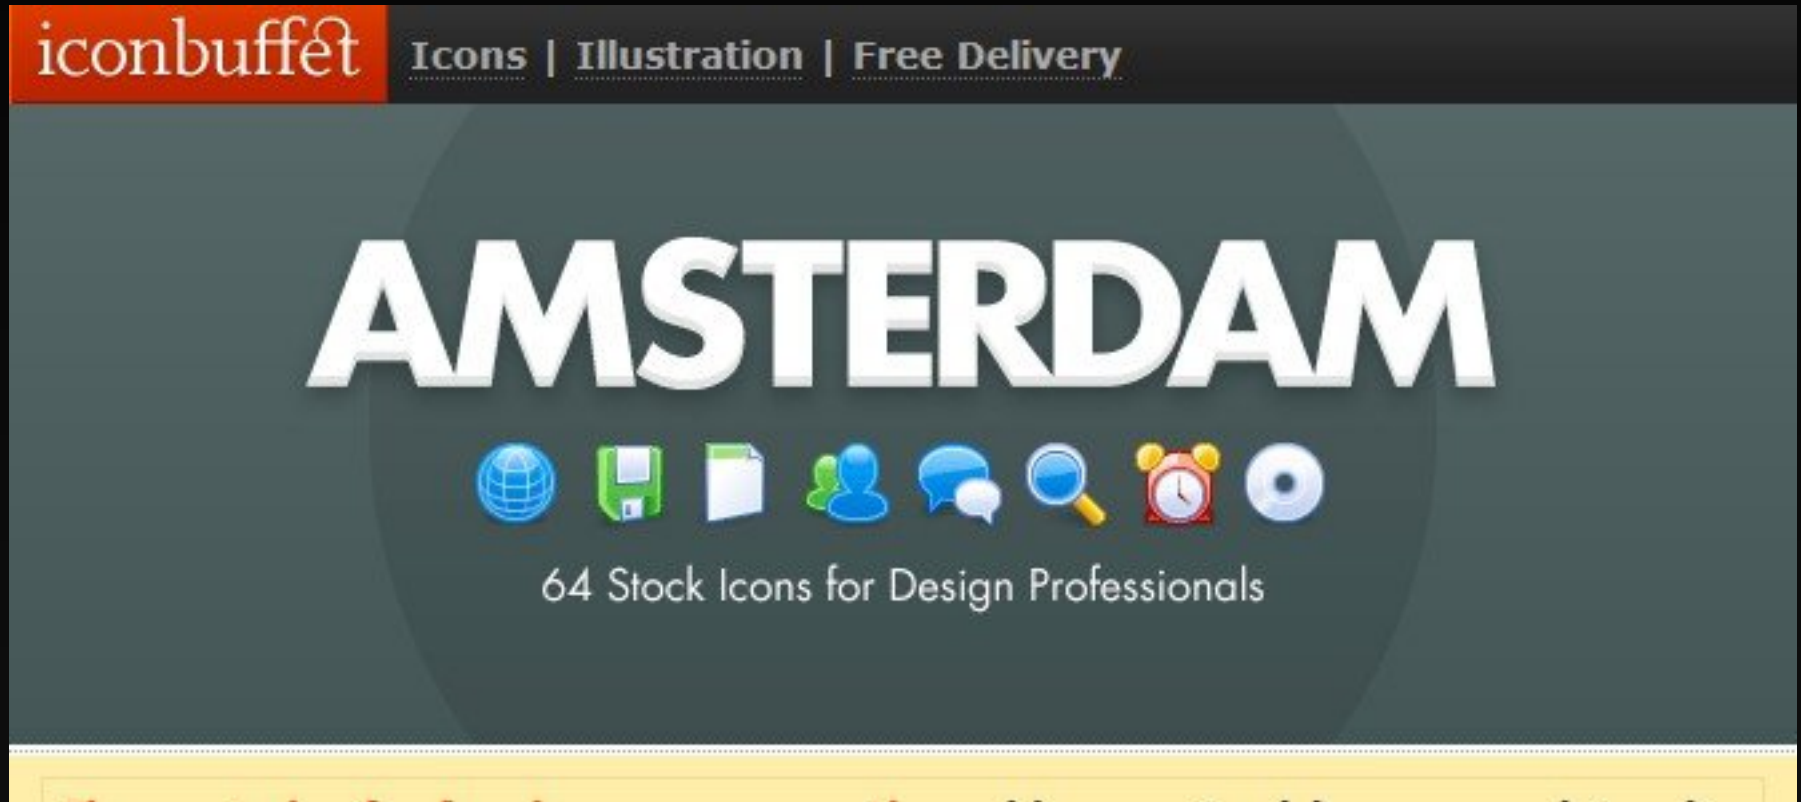 iconbuffet
Icons | Illustration | Free Delivery
AMSTERDAM
64 Stock Icons for Design Professionals